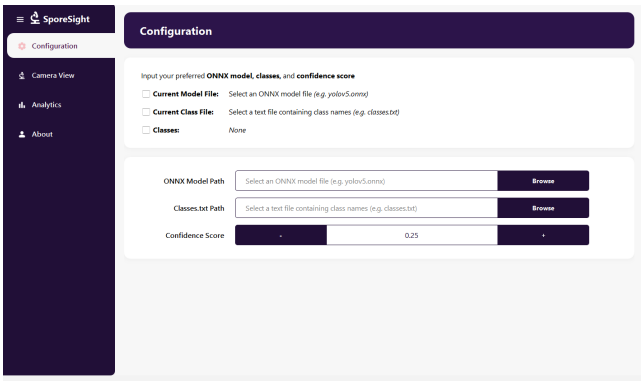 SporeSight
Configuration
Camera View
Analytics
About
Configuration
Input your preferred ONNX model, classes, and confidence score
Current Model File: Select an ONNX model file (e.g. yolov5.onnx)
Current Class File: Select a text file containing class names (e.g. classes.txt)
Classes: None
ONNX Model Path Select an ONNX model file (e.g. yolov5.onnx) Browse
Classes.txt Path Select a text file containing class names (e.g. classes.txt) Browse
Confidence Score - 0.25 +